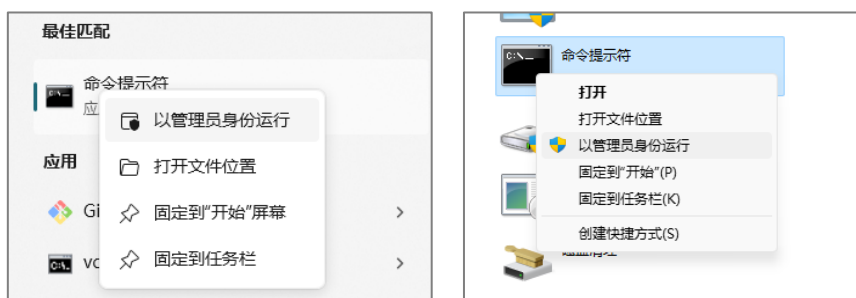 最佳匹配
命令提示符
应
以管理员身份运行
打开文件位置
应用
Gi
固定到"开始"屏幕
vc
固定到任务栏
命令提示符
打开
打开文件位置
以管理员身份运行
固定到"开始"(P)
固定到任务栏(K)
创建快捷方式(S)